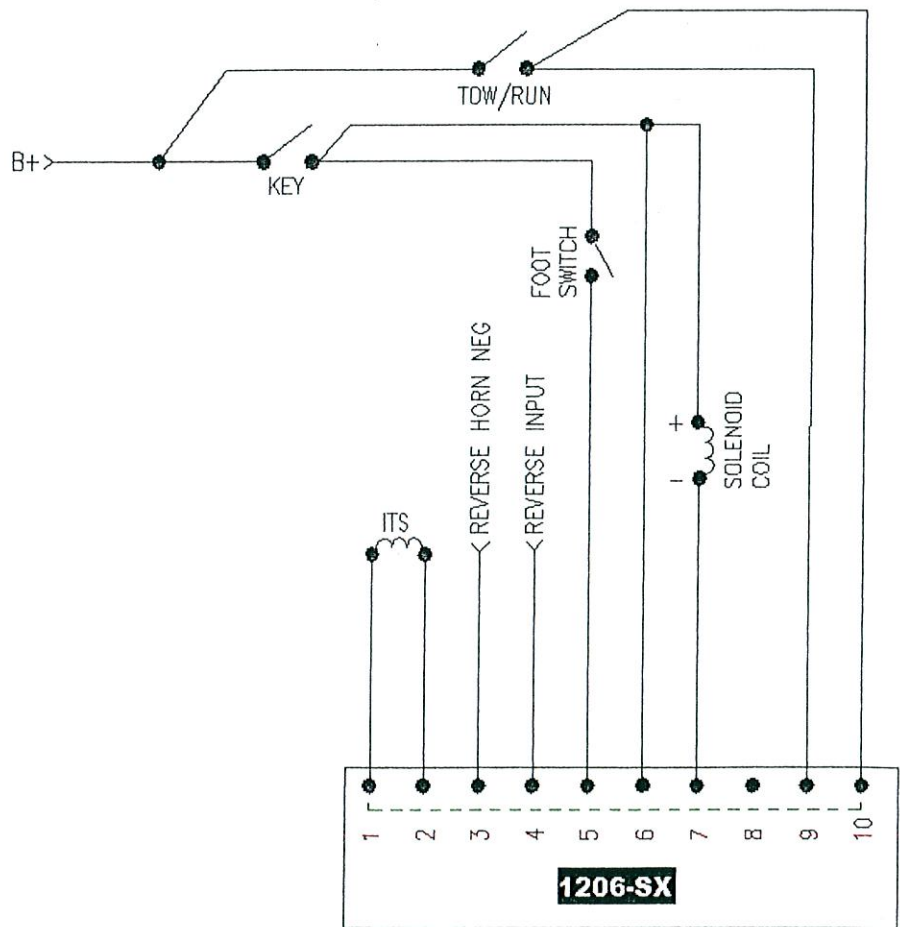 TOW/RUN
B+
KEY
FOOT
SWITCH
REVERSE HORN NEG
REVERSE INPUT
+
-
SOLENOID
COIL
ITS
1 2 3 4 5 6 7 8 9 10
1206-SX